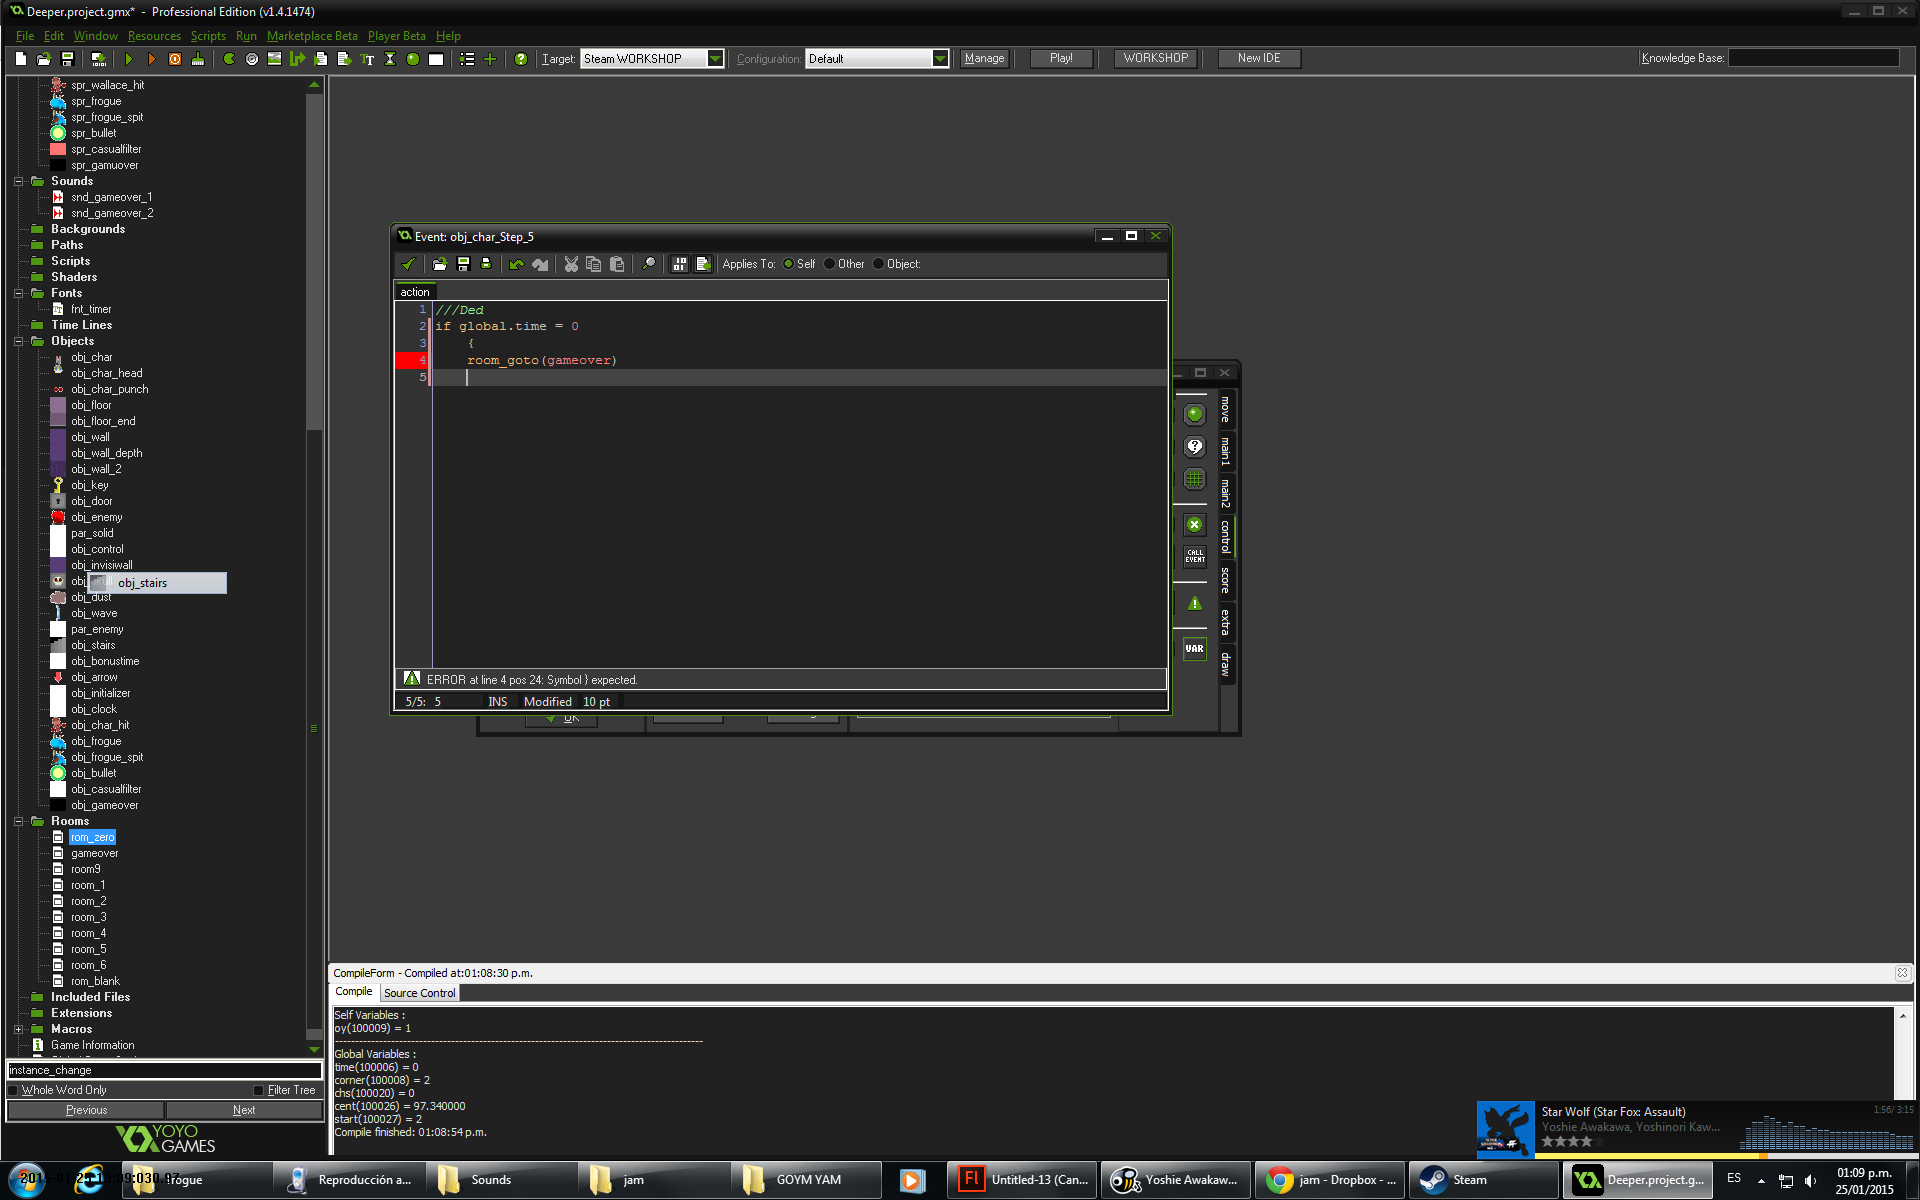 Deeper.project.gmx* - Professional Edition (v1.4.1474)
File Edit Window Resources Scripts Run Marketplace Beta Player Beta Help
Target: Steam WORKSHOP Configuration: Default Manage Play! WORKSHOP New IDE Knowledge Base:
spr_wallace_hit
spr_frogue
spr_frogue_spit
spr_bullet
spr_casualfilter
spr_gamuover
Sounds
snd_gameover_1
snd_gameover_2
Backgrounds
Paths
Scripts
Shaders
Fonts
fnt_timer
Time Lines
Objects
obj_char
obj_char_head
obj_char_punch
obj_floor
obj_floor_end
obj_wall
obj_wall_depth
obj_wall_2
obj_key
obj_door
obj_enemy
par_solid
obj_control
obj_invisiwall
obj_stairs
obj_dust
obj_wave
par_enemy
obj_stairs
obj_bonustime
obj_arrow
obj_initializer
obj_clock
obj_char_hit
obj_frogue
obj_frogue_spit
obj_bullet
obj_casualfilter
obj_gameover
Rooms
rom_zero
gameover
room9
room_1
room_2
room_3
room_4
room_5
room_6
rom_blank
Included Files
Extensions
Macros
Game Information
instance_change
Whole Word Only Filter Tree
Previous Next
YOYO
GAMES
Event: obj_char_Step_5
Applies To: Self Other Object:
action
1 ///Ded
2 if global.time = 0
3 {
4 room_goto(gameover)
5
ERROR at line 4 pos 24: Symbol } expected.
5/5: 5 INS Modified 10 pt
OK
move
main1
main2
control
score
extra
draw
CALL
EVENT
VAR
CompileForm - Compiled at:01:08:30 p.m.
Compile Source Control
Self Variables :
oy(100009) = 1
Global Variables :
time(100006) = 0
corner(100008) = 2
chs(100020) = 0
cent(100026) = 97.340000
start(100027) = 2
Compile finished: 01:08:54 p.m.
Star Wolf (Star Fox: Assault)
1:56/ 3:15
Yoshie Awakawa, Yoshinori Kaw...
Reproducción a...
Sounds
jam
GOYM YAM
Untitled-13 (Can...
Yoshie Awakaw...
jam - Dropbox - ...
Steam
Deeper.project.g...
ES
01:09 p.m.
25/01/2015